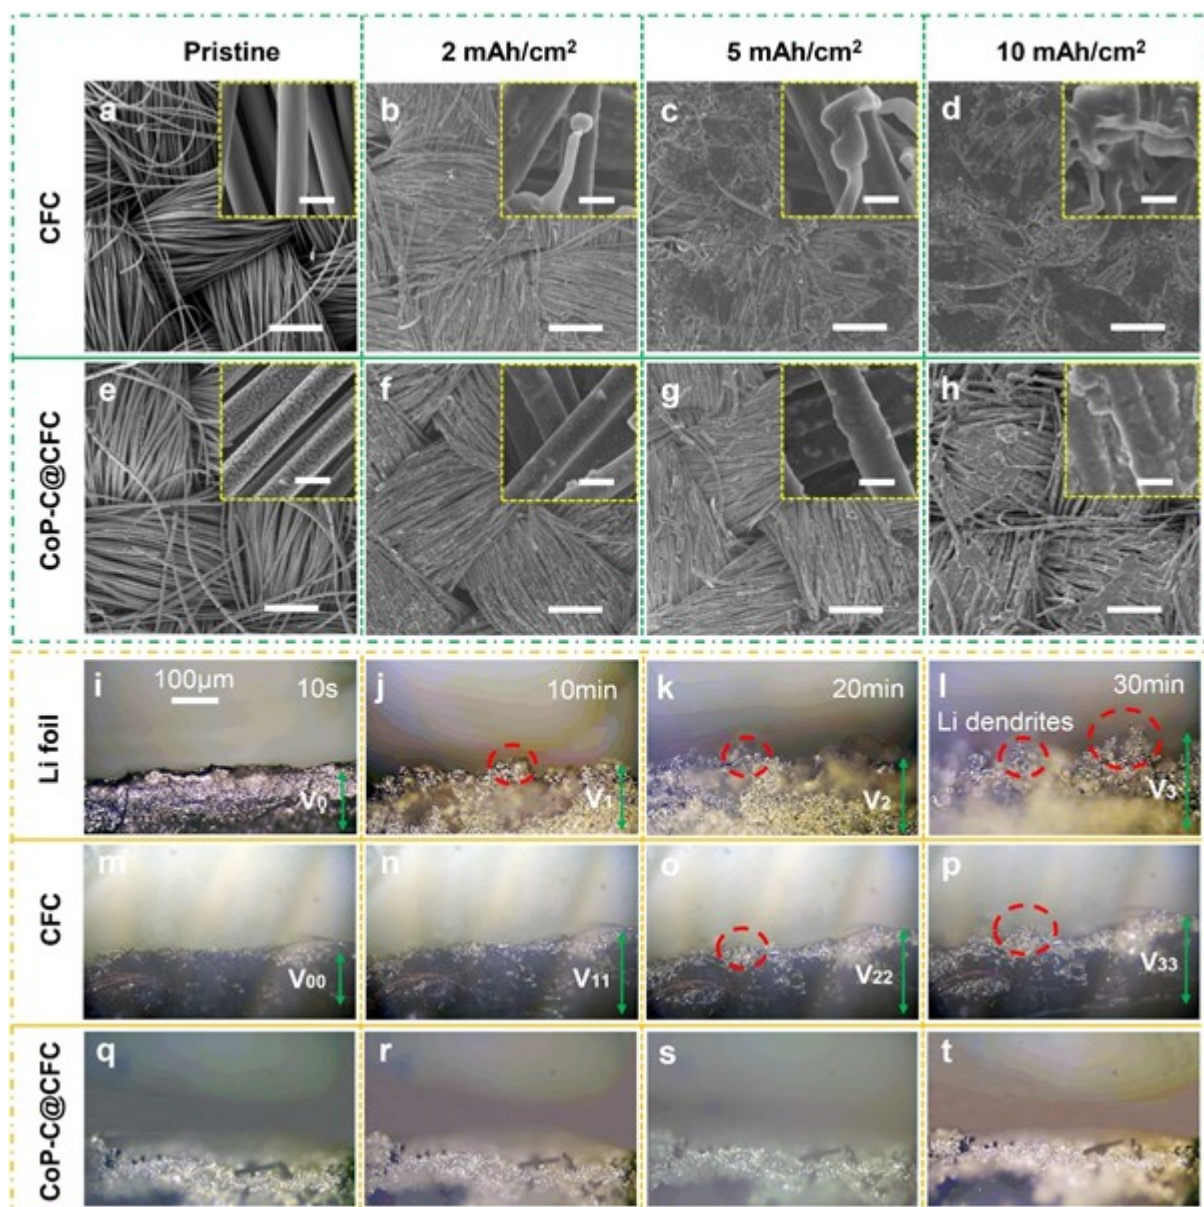 Pristine 2 mAh/cm² 5 mAh/cm² 10 mAh/cm²
CFC
a b c d
CoP-C@CFC
e f g h
Li foil
i 100μm 10s j 10min k 20min l 30min
Li dendrites
V₀ V₁ V₂ V₃
CFC
m n o p
V₀₀ V₁₁ V₂₂ V₃₃
CoP-C@CFC
q r s t